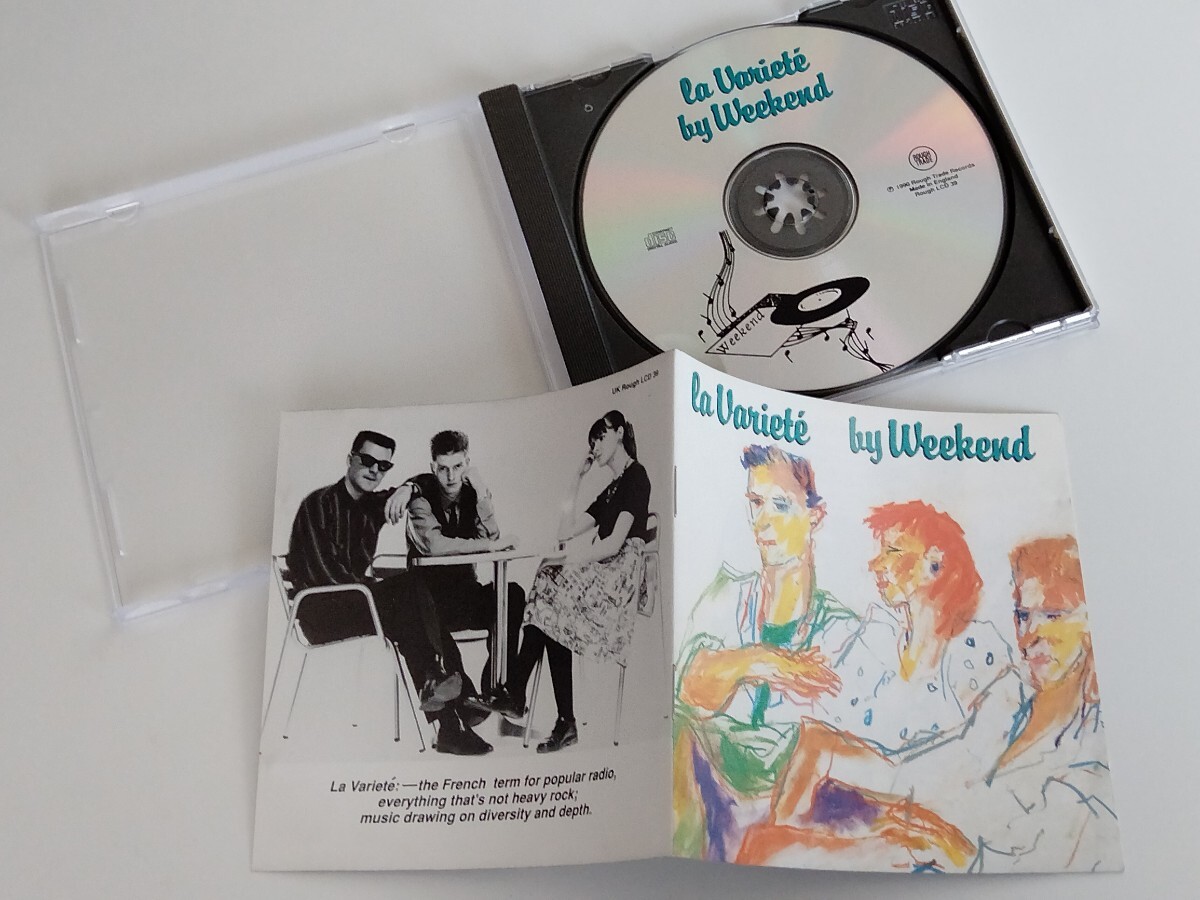 la Varieté
by Weekend
ROUGH
TRADE
℗ 1990 Rough Trade Records
Made in England
Rough LCD 39
disc
Weekend
UK Rough LCD 39
la Varieté by Weekend
La Varieté:—the French term for popular radio,
everything that's not heavy rock;
music drawing on diversity and depth.